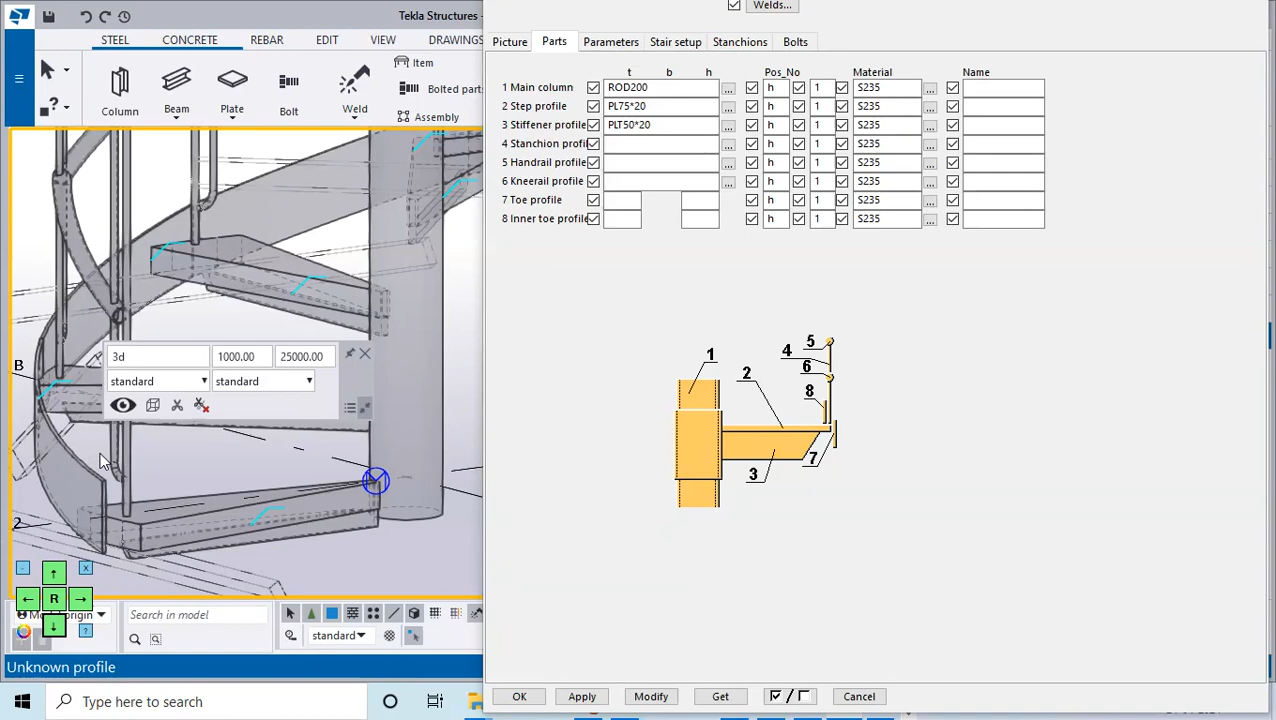 Tekla Structures -
Welds...
STEEL CONCRETE REBAR EDIT VIEW DRAWINGS
Picture Parts Parameters Stair setup Stanchions Bolts
Item
Bolted parts
Assembly
Column Beam Plate Bolt Weld
t b h Pos_No Material Name
1 Main column ROD200 h 1 S235
2 Step profile PLT75*20 h 1 S235
3 Stiffener profile PLT50*20 h 1 S235
4 Stanchion profil h 1 S235
5 Handrail profile h 1 S235
6 Kneerail profile h 1 S235
7 Toe profile h 1 S235
8 Inner toe profile h 1 S235
3d 1000.00 25000.00
standard standard
B
2
1
2
3
4
5
6
7
8
R
x
?
origin
Search in model
standard
Unknown profile
OK Apply Modify Get / Cancel
Type here to search